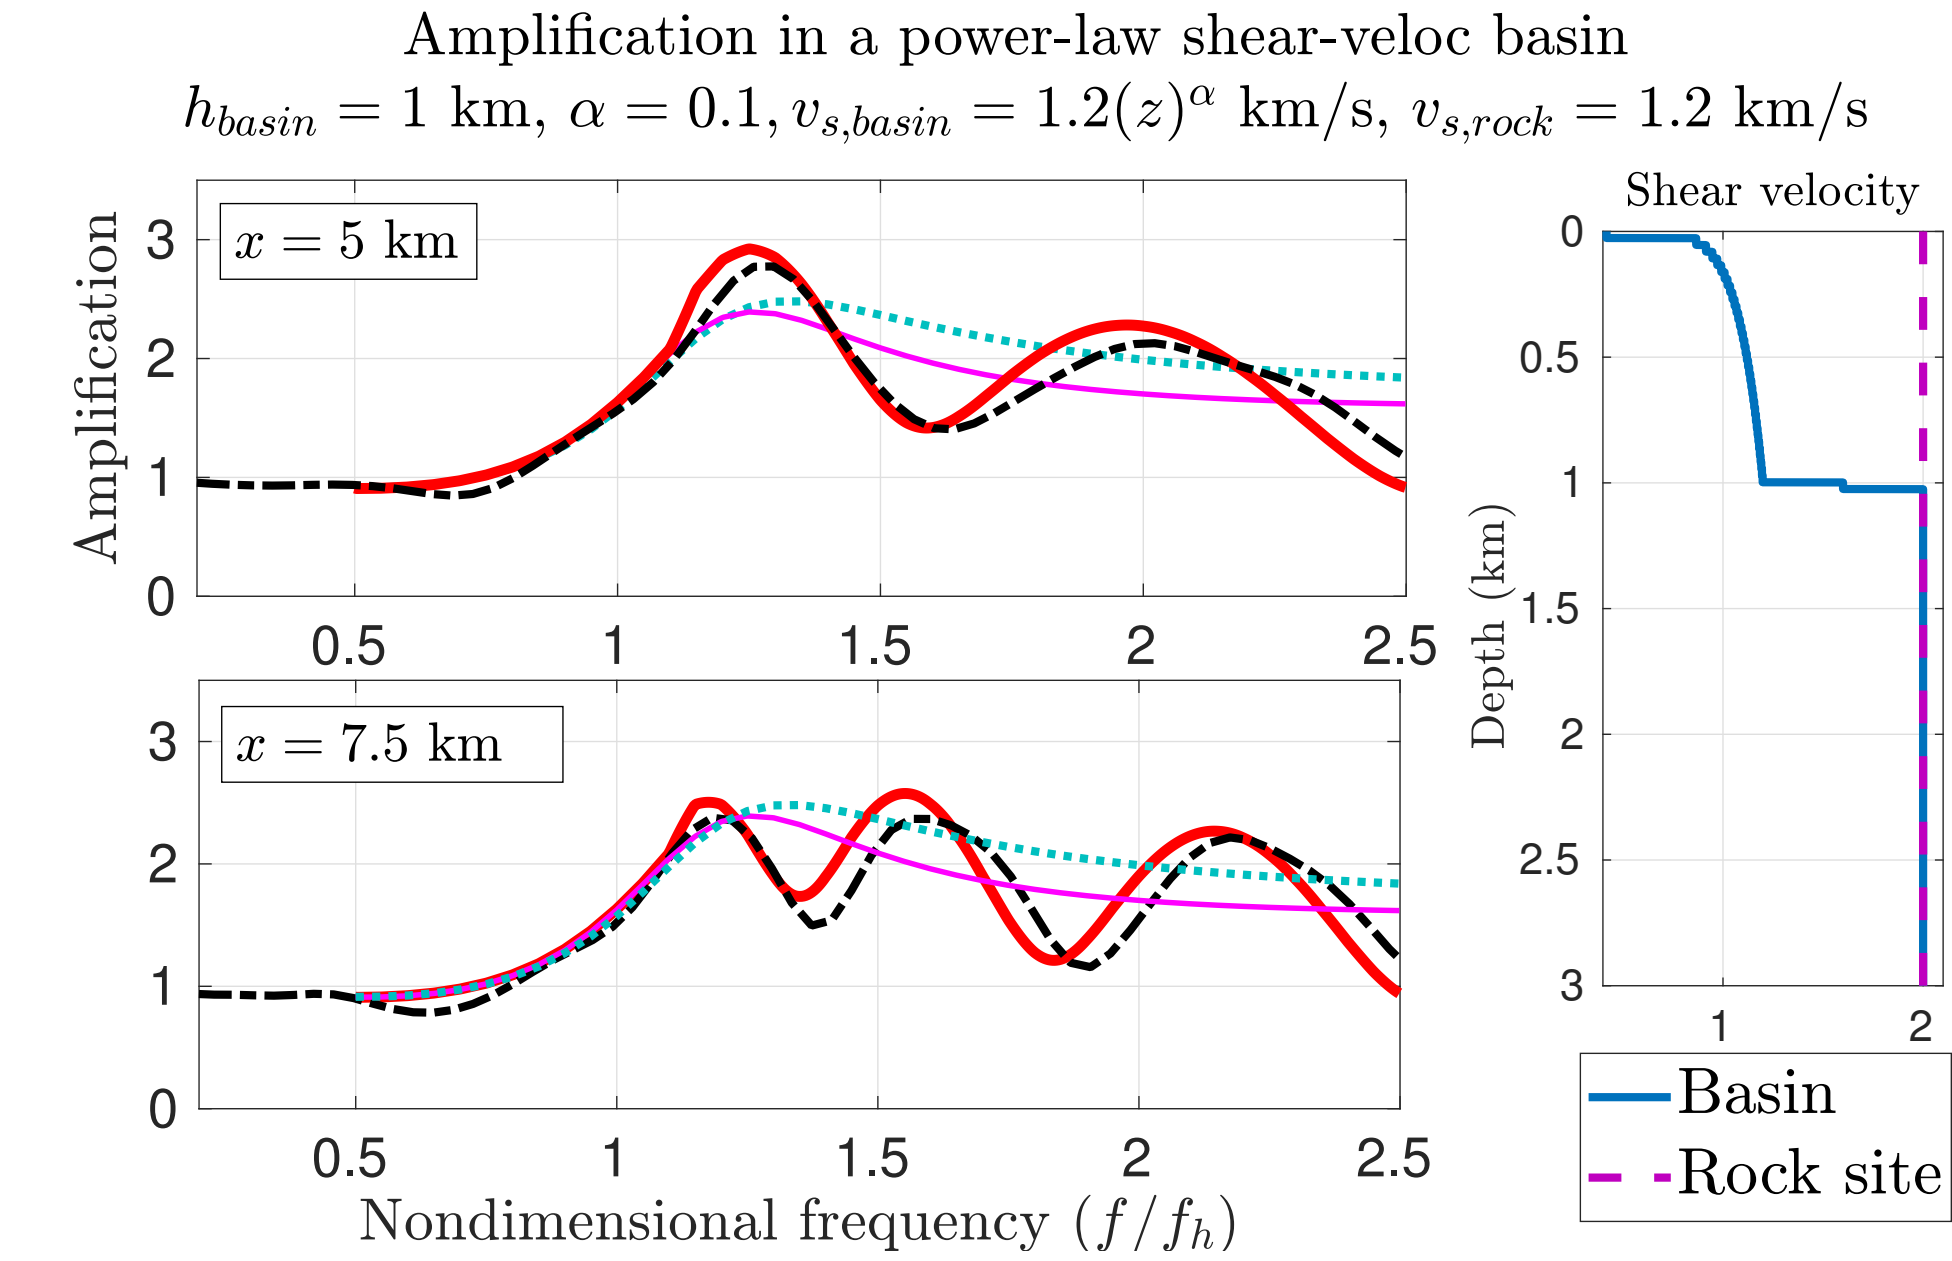 Amplification in a power-law shear-veloc basin
h_basin = 1 km, α = 0.1, v_s,basin = 1.2(z)^α km/s, v_s,rock = 1.2 km/s
x = 5 km
Amplification
3
2
1
0
0.5 1 1.5 2 2.5
x = 7.5 km
3
2
1
0
0.5 1 1.5 2 2.5
Nondimensional frequency (f/f_h)
Shear velocity
Depth (km)
0
0.5
1
1.5
2
2.5
3
1 2
Basin
Rock site